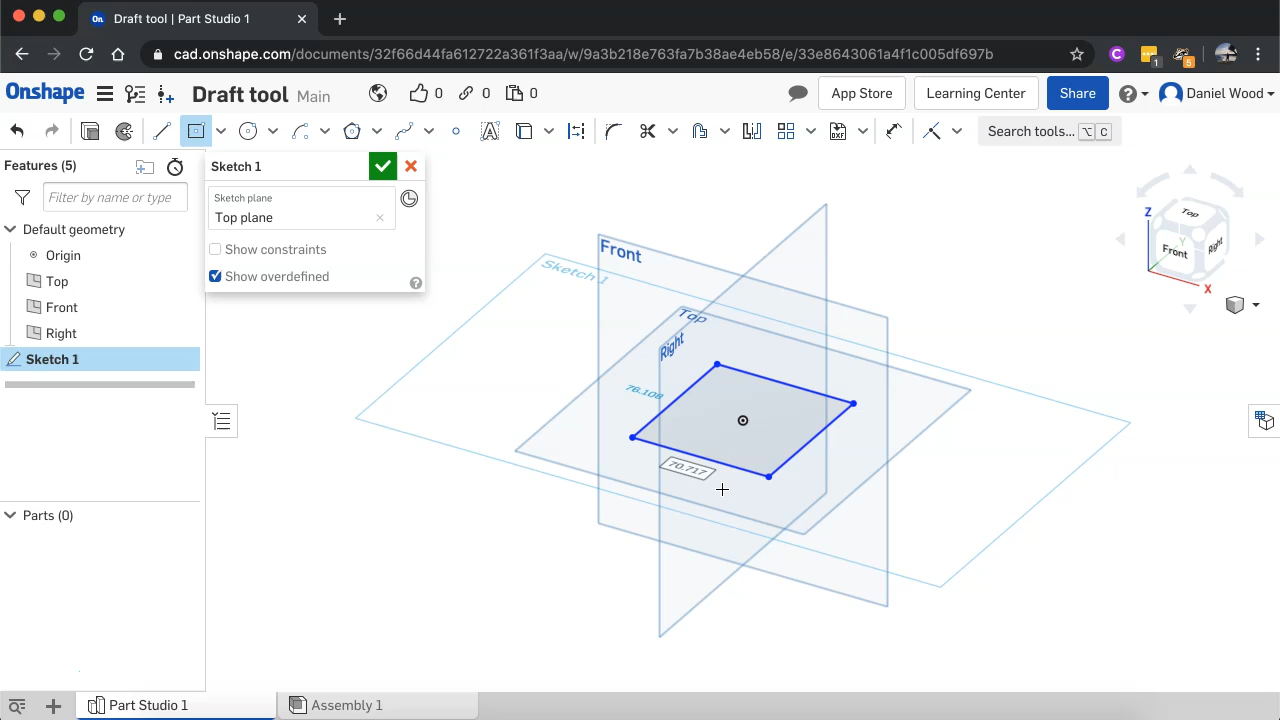 Draft tool | Part Studio 1
cad.onshape.com/documents/32f66d44fa612722a361f3aa/w/9a3b218e763fa7b38ae4eb58/e/33e8643061a4f1c005df697b
C
1
5
Onshape
Draft tool Main
0
0
0
App Store
Learning Center
Share
Daniel Wood
Search tools... ⌥ C
Features (5)
Filter by name or type
Default geometry
Origin
Top
Front
Right
Sketch 1
Parts (0)
Sketch 1
Sketch plane
Top plane
Show constraints
Show overdefined
Front
Sketch 1
Top
Right
76.108
70.717
Top
Z
Y
Front
Right
X
Part Studio 1
Assembly 1